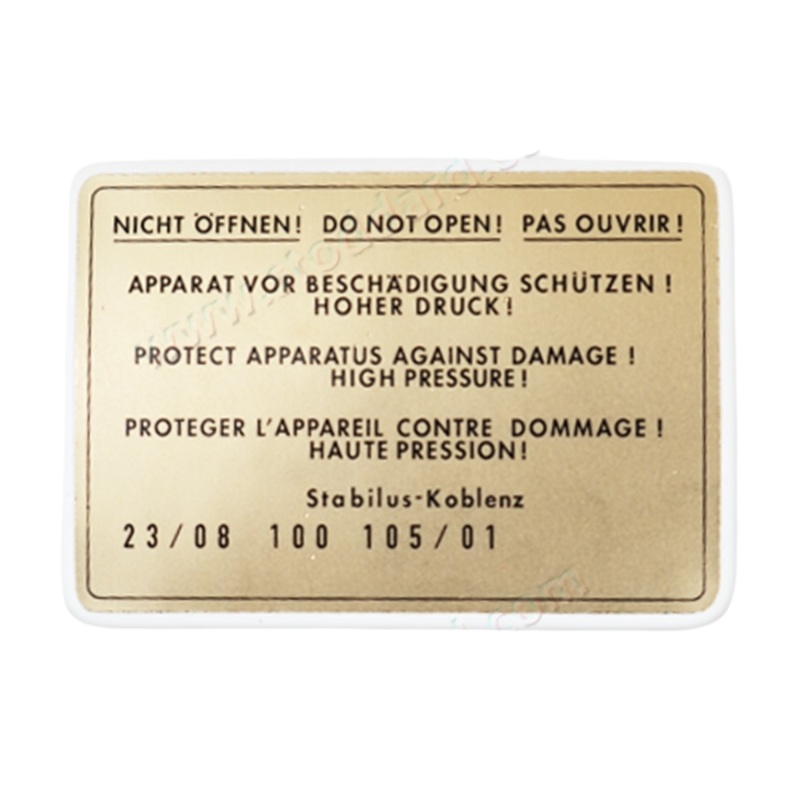 NICHT ÖFFNEN! DO NOT OPEN! PAS OUVRIR!
APPARAT VOR BESCHÄDIGUNG SCHÜTZEN !
HOHER DRUCK!
PROTECT APPARATUS AGAINST DAMAGE !
HIGH PRESSURE!
PROTEGER L'APPAREIL CONTRE DOMMAGE !
HAUTE PRESSION!
Stabilus-Koblenz
23/08 100 105/01